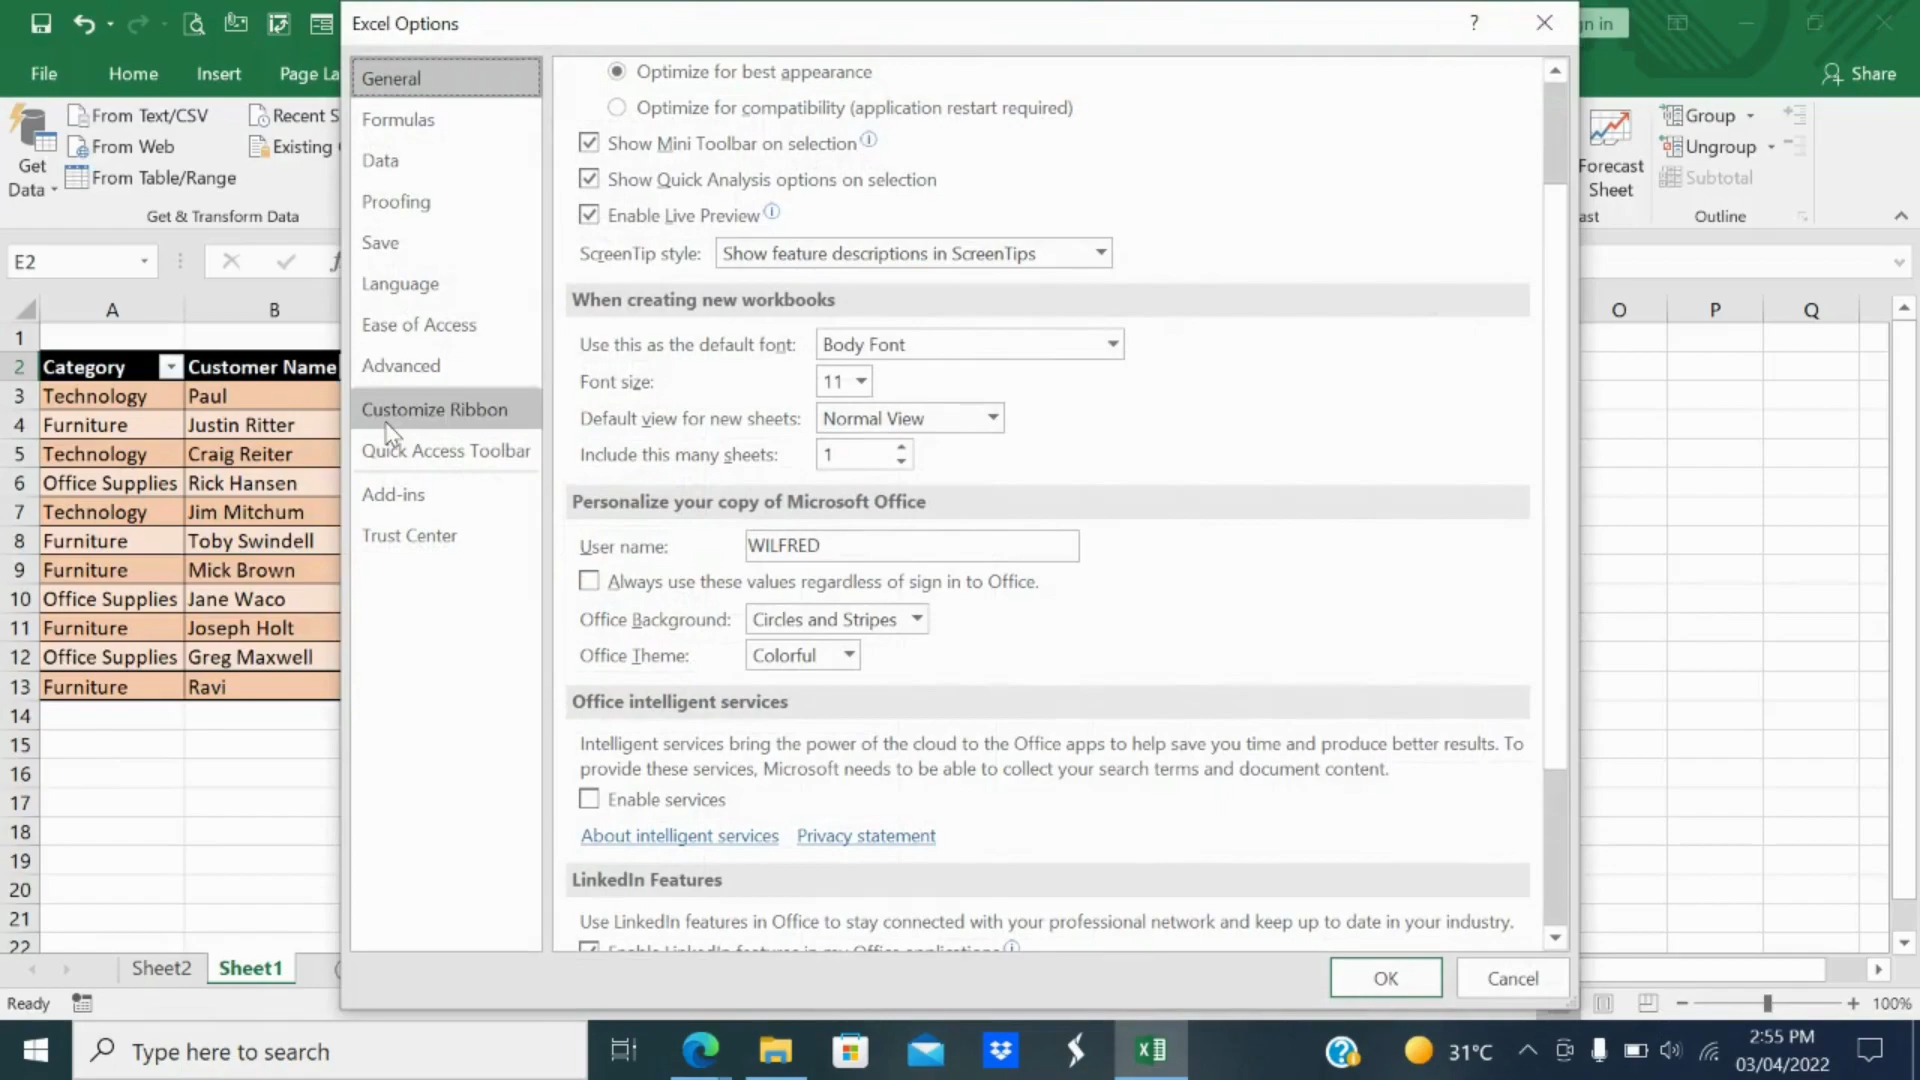 Excel Options
?
in in
File
Home
Insert
Page La
Share
Get
Data
From Text/CSV
From Web
From Table/Range
Recent S
Existing
Get & Transform Data
Forecast
Sheet
ast
Group
Ungroup
Subtotal
Outline
E2
General
Formulas
Data
Proofing
Save
Language
Ease of Access
Advanced
Customize Ribbon
Quick Access Toolbar
Add-ins
Trust Center
Optimize for best appearance
Optimize for compatibility (application restart required)
Show Mini Toolbar on selection
Show Quick Analysis options on selection
Enable Live Preview
ScreenTip style: Show feature descriptions in ScreenTips
When creating new workbooks
Use this as the default font: Body Font
Font size: 11
Default view for new sheets: Normal View
Include this many sheets: 1
Personalize your copy of Microsoft Office
User name: WILFRED
Always use these values regardless of sign in to Office.
Office Background: Circles and Stripes
Office Theme: Colorful
Office intelligent services
Intelligent services bring the power of the cloud to the Office apps to help save you time and produce better results. To
provide these services, Microsoft needs to be able to collect your search terms and document content.
Enable services
About intelligent services Privacy statement
LinkedIn Features
Use LinkedIn features in Office to stay connected with your professional network and keep up to date in your industry.
Enable LinkedIn features in my Office applications
OK
Cancel
A B O P Q
1
2 Category Customer Name
3 Technology Paul
4 Furniture Justin Ritter
5 Technology Craig Reiter
6 Office Supplies Rick Hansen
7 Technology Jim Mitchum
8 Furniture Toby Swindell
9 Furniture Mick Brown
10 Office Supplies Jane Waco
11 Furniture Joseph Holt
12 Office Supplies Greg Maxwell
13 Furniture Ravi
14
15
16
17
18
19
20
21
22
Sheet2 Sheet1
Ready
100%
Type here to search
31°C
2:55 PM
03/04/2022